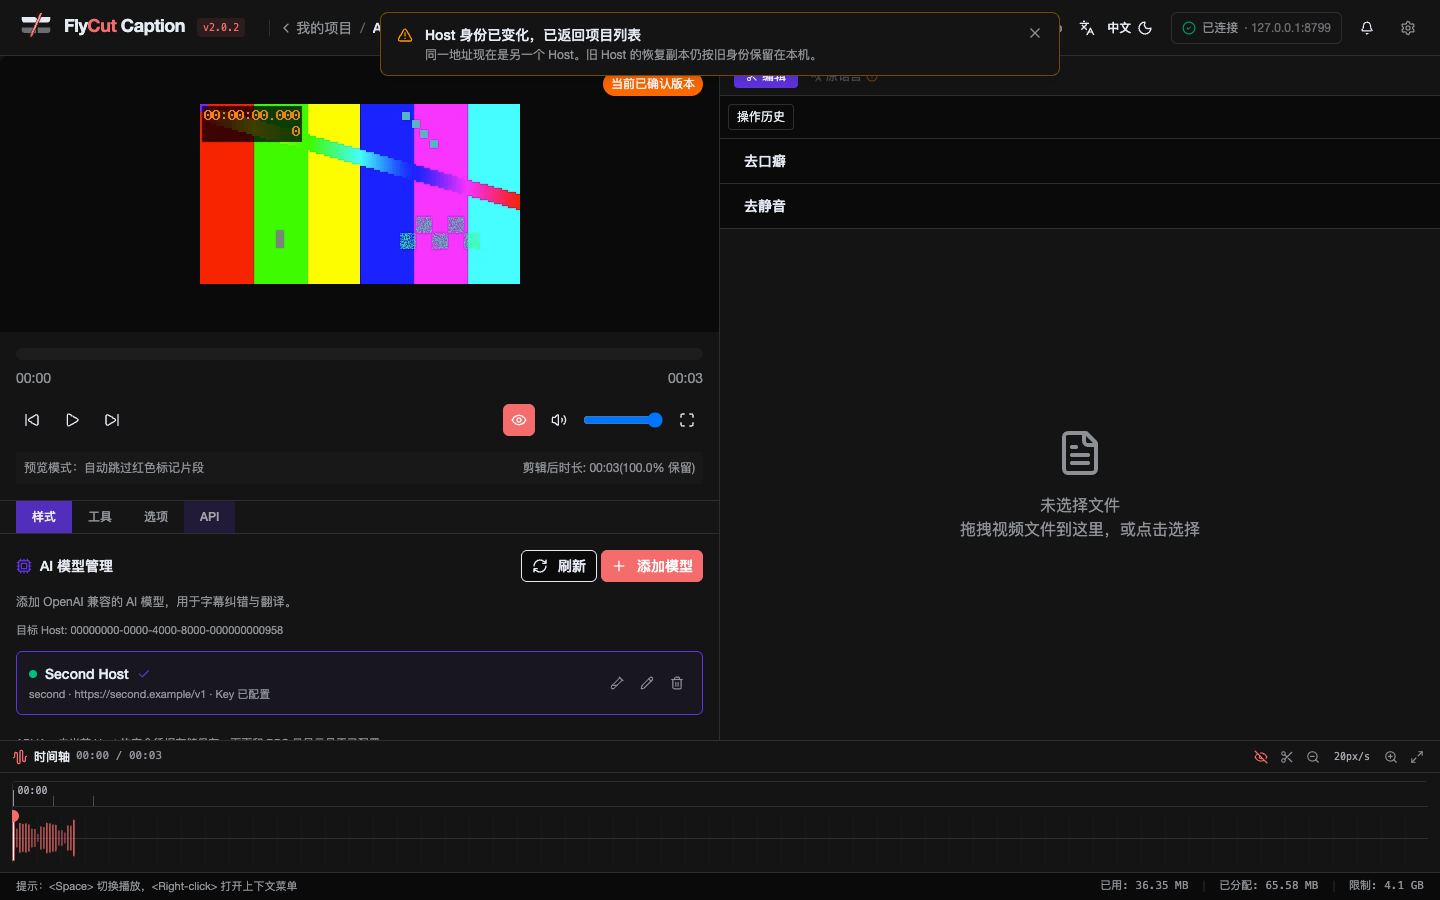 FlyCut Caption
v2.0.2
我的项目 / A
Host 身份已变化，已返回项目列表
同一地址现在是另一个 Host。旧 Host 的恢复副本仍按旧身份保留在本机。
中文
已连接 · 127.0.0.1:8799
当前已确认版本
00:00:00.000
0
编辑
原语言
操作历史
去口癖
去静音
00:00
00:03
预览模式：自动跳过红色标记片段
剪辑后时长: 00:03(100.0% 保留)
样式
工具
选项
API
AI 模型管理
刷新
添加模型
添加 OpenAI 兼容的 AI 模型，用于字幕纠错与翻译。
目标 Host: 00000000-0000-4000-8000-000000000958
Second Host
second · https://second.example/v1 · Key 已配置
未选择文件
拖拽视频文件到这里，或点击选择
时间轴 00:00 / 00:03
20px/s
00:00
提示：<Space> 切换播放，<Right-click> 打开上下文菜单
已用: 36.35 MB
已分配: 65.58 MB
限制: 4.1 GB